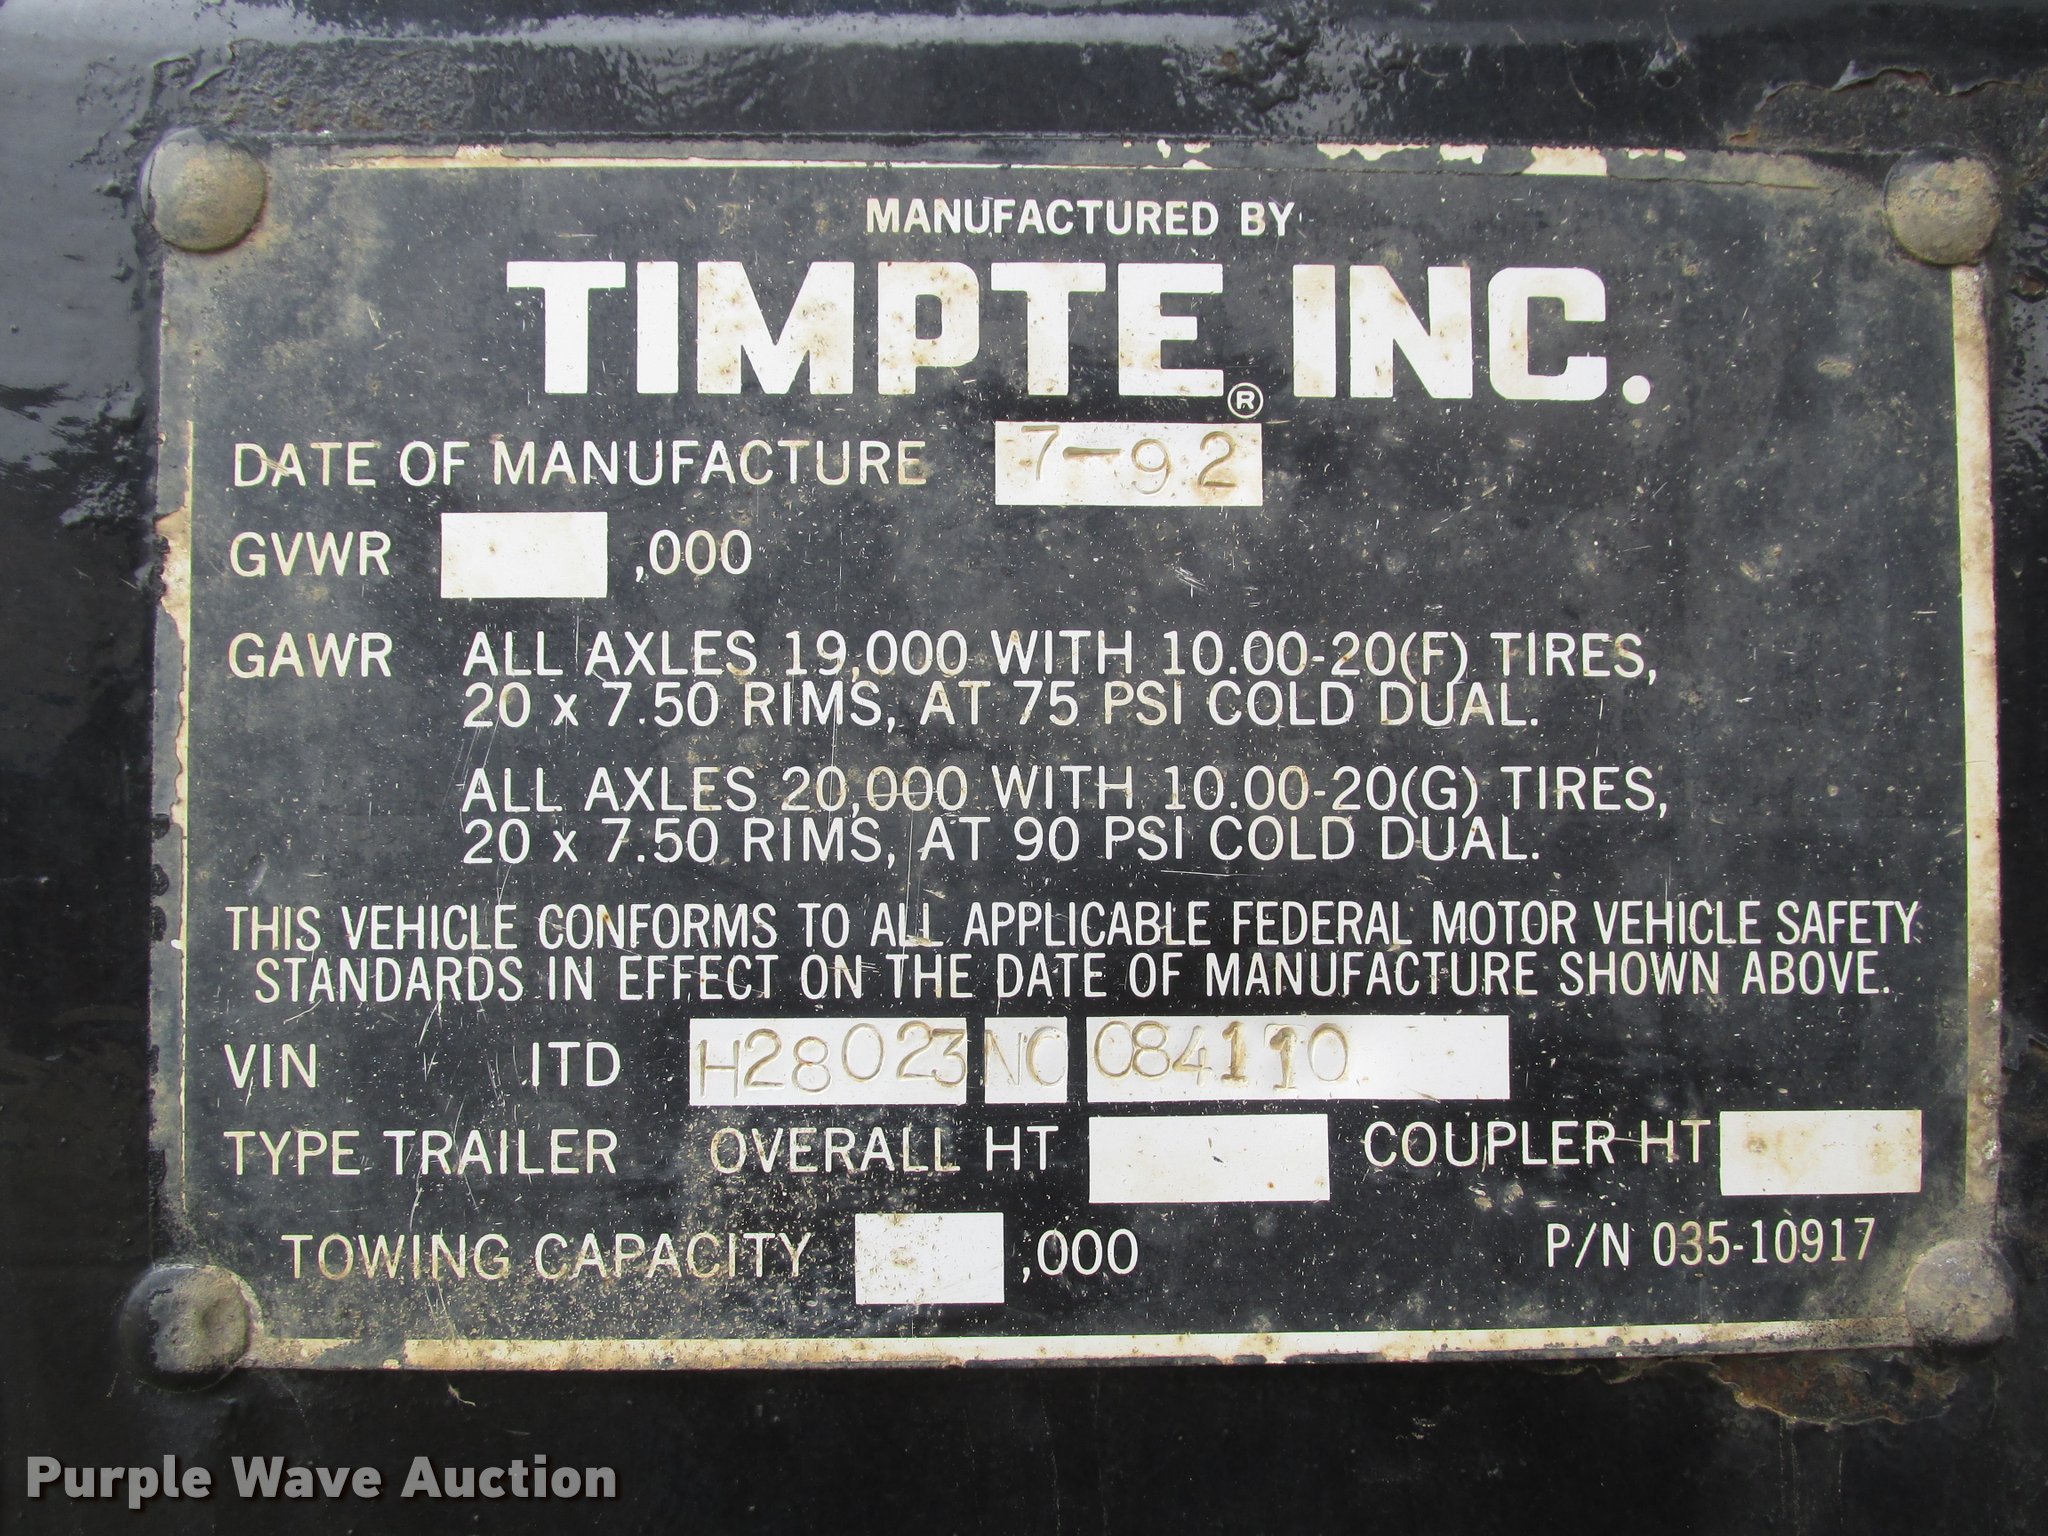 MANUFACTURED BY
TIMPTE® INC.
DATE OF MANUFACTURE 7-92
GVWR ,000
GAWR ALL AXLES 19,000 WITH 10.00-20(F) TIRES,
20 x 7.50 RIMS, AT 75 PSI COLD DUAL.
ALL AXLES 20,000 WITH 10.00-20(G) TIRES,
20 x 7.50 RIMS, AT 90 PSI COLD DUAL.
THIS VEHICLE CONFORMS TO ALL APPLICABLE FEDERAL MOTOR VEHICLE SAFETY
STANDARDS IN EFFECT ON THE DATE OF MANUFACTURE SHOWN ABOVE.
VIN 1TD H28023 NC 084110
TYPE TRAILER OVERALL HT COUPLER HT
TOWING CAPACITY ,000 P/N 035-10917
Purple Wave Auction